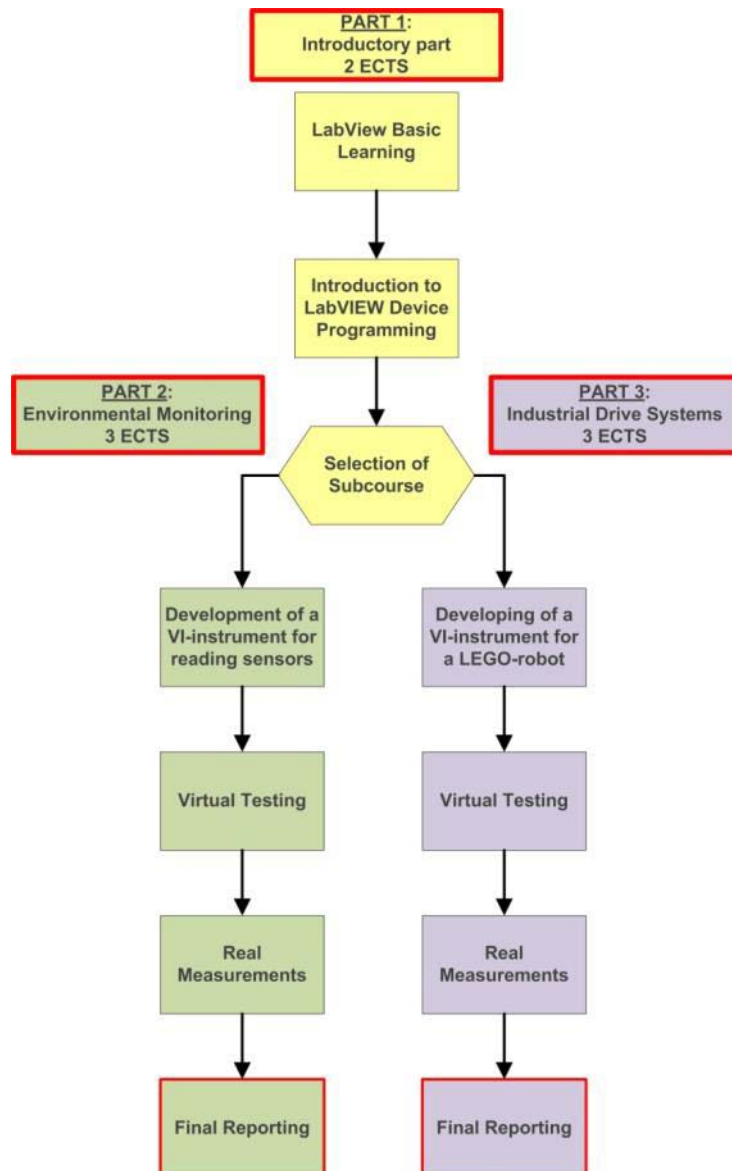 PART 1:
Introductory part
2 ECTS
LabView Basic
Learning
Introduction to
LabVIEW Device
Programming
PART 2:
Environmental Monitoring
3 ECTS
PART 3:
Industrial Drive Systems
3 ECTS
Selection of
Subcourse
Development of a
VI-instrument for
reading sensors
Developing of a
VI-instrument for
a LEGO-robot
Virtual Testing
Virtual Testing
Real
Measurements
Real
Measurements
Final Reporting
Final Reporting